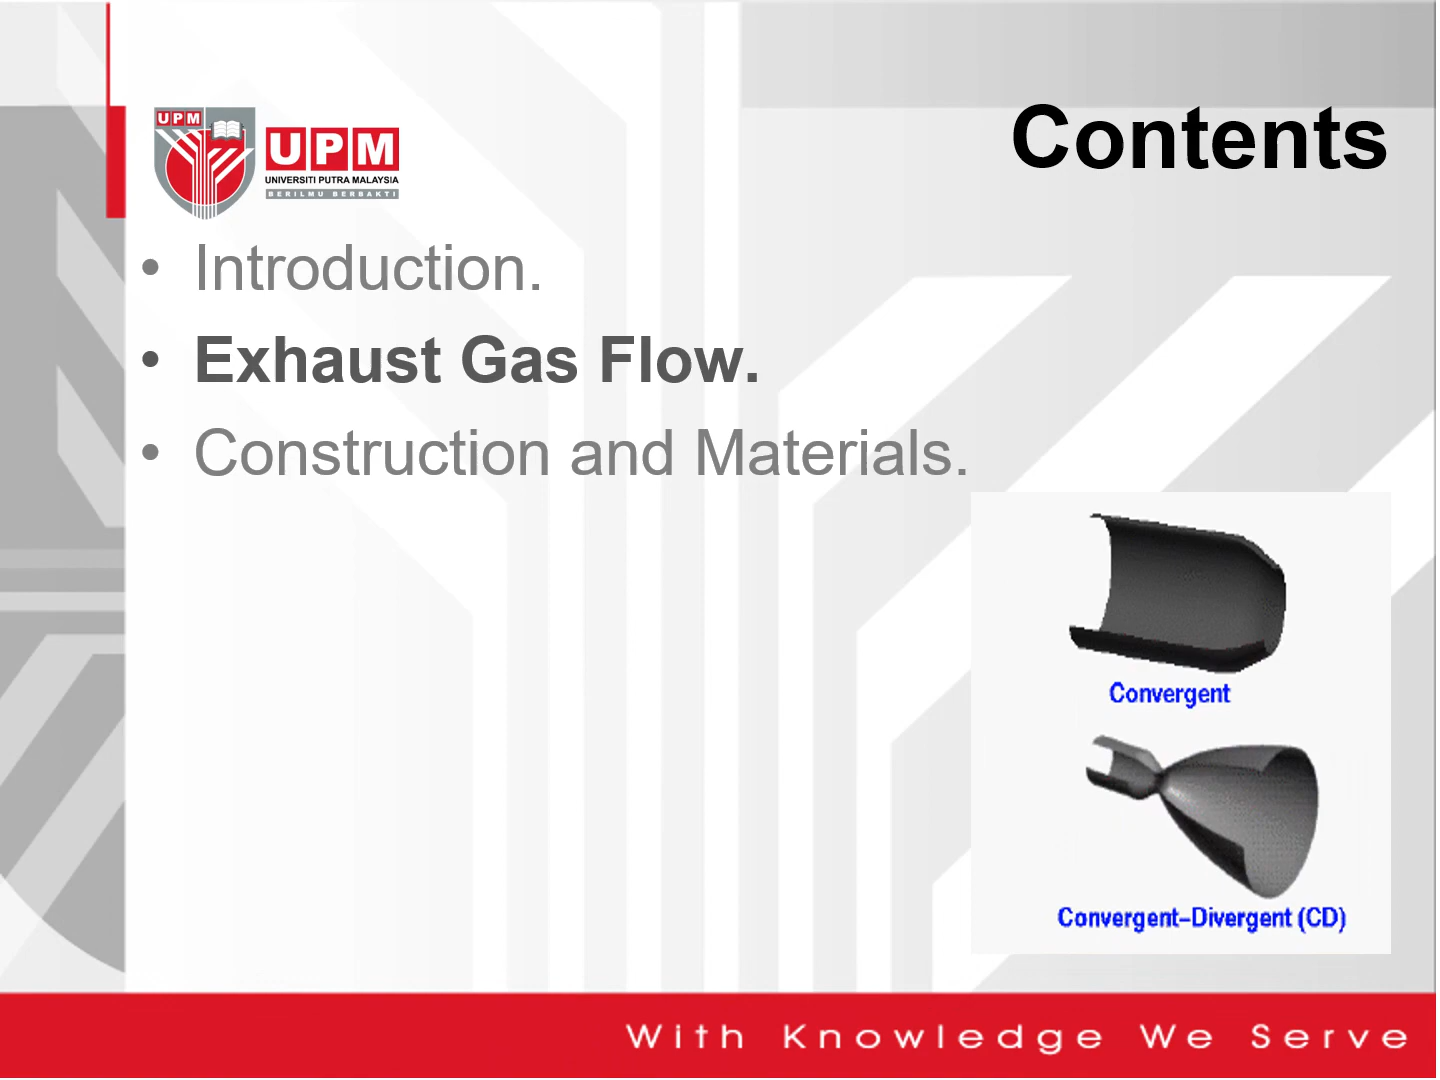 Contents
UPM
UPM
UNIVERSITI PUTRA MALAYSIA
BERILMU BERBAKTI
• Introduction.
• Exhaust Gas Flow.
• Construction and Materials.
Convergent
Convergent–Divergent (CD)
With Knowledge We Serve